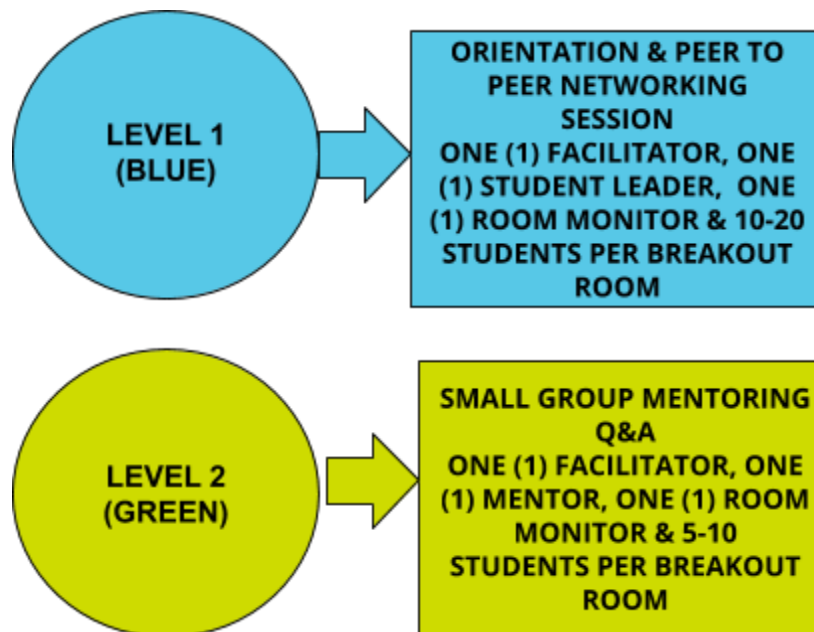 LEVEL 1
(BLUE)
ORIENTATION & PEER TO
PEER NETWORKING
SESSION
ONE (1) FACILITATOR, ONE
(1) STUDENT LEADER, ONE
(1) ROOM MONITOR & 10-20
STUDENTS PER BREAKOUT
ROOM
LEVEL 2
(GREEN)
SMALL GROUP MENTORING
Q&A
ONE (1) FACILITATOR, ONE
(1) MENTOR, ONE (1) ROOM
MONITOR & 5-10
STUDENTS PER BREAKOUT
ROOM